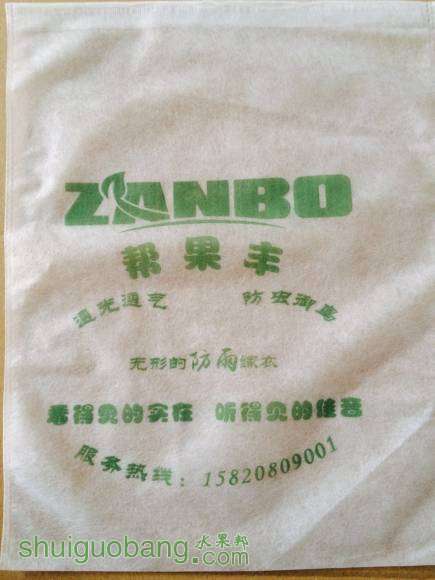 ZANBO
帮果丰
透光通气 防虫御鸟
无形的防雨绿衣
看得见的实在 听得见的佳音
服务热线：15820809001
shuiguobang.com 水果邦